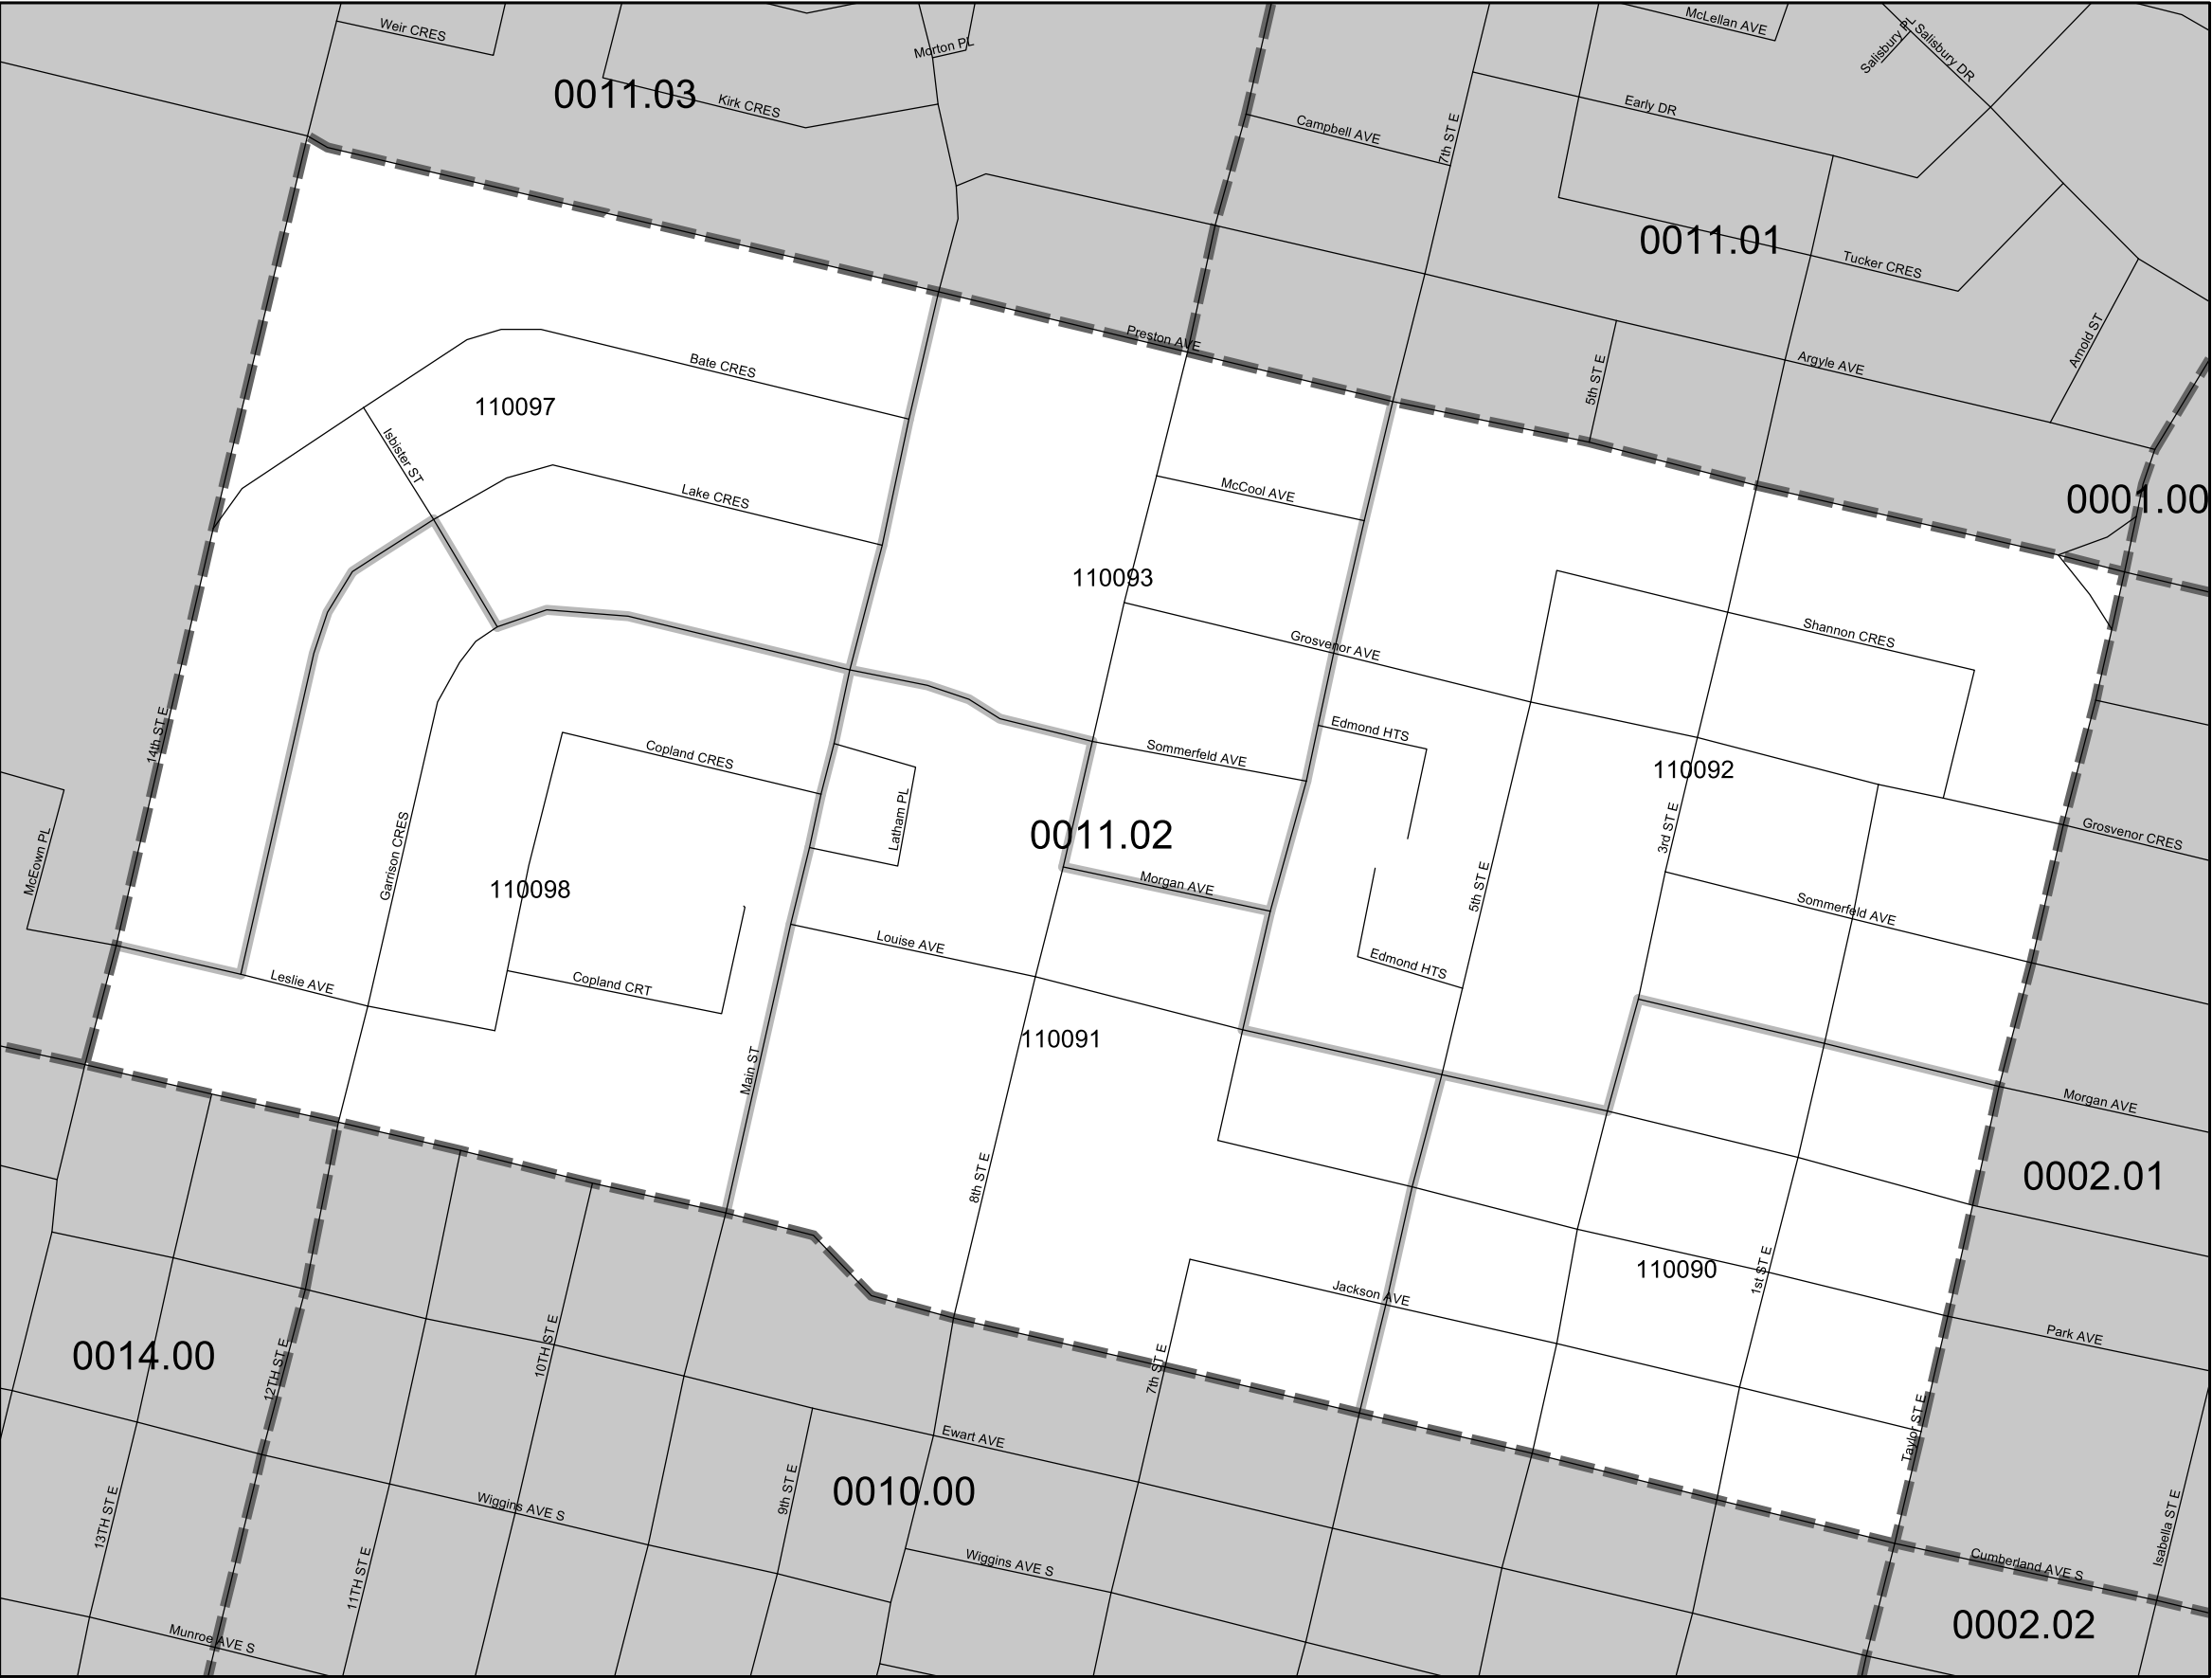 Weir CRES
Morton PL
McLellan AVE
Salisbury PL
Salisbury DR
0011.03
Kirk CRES
Campbell AVE
7th ST E
Early DR
0011.01
Tucker CRES
Preston AVE
Arnold ST
Argyle AVE
5th ST E
Bate CRES
110097
Isbister ST
Lake CRES
McCool AVE
0001.00
110093
Grosvenor AVE
Shannon CRES
14th ST E
Copland CRES
Sommerfeld AVE
Edmond HTS
110092
Latham PL
0011.02
3rd ST E
Grosvenor CRES
McEown PL
Garrison CRES
110098
Morgan AVE
5th ST E
Sommerfeld AVE
Louise AVE
Edmond HTS
Leslie AVE
Copland CRT
110091
Main ST
Morgan AVE
8th ST E
0002.01
110090
1st ST E
Jackson AVE
Park AVE
0014.00
12TH ST E
10TH ST E
7th ST E
Ewart AVE
Taylor ST E
0010.00
9th ST E
Wiggins AVE S
13TH ST E
11TH ST E
Wiggins AVE S
Cumberland AVE S
Isabella ST E
Munroe AVE S
0002.02